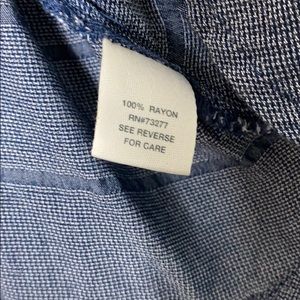 100% RAYON
RN#73277
SEE REVERSE
FOR CARE